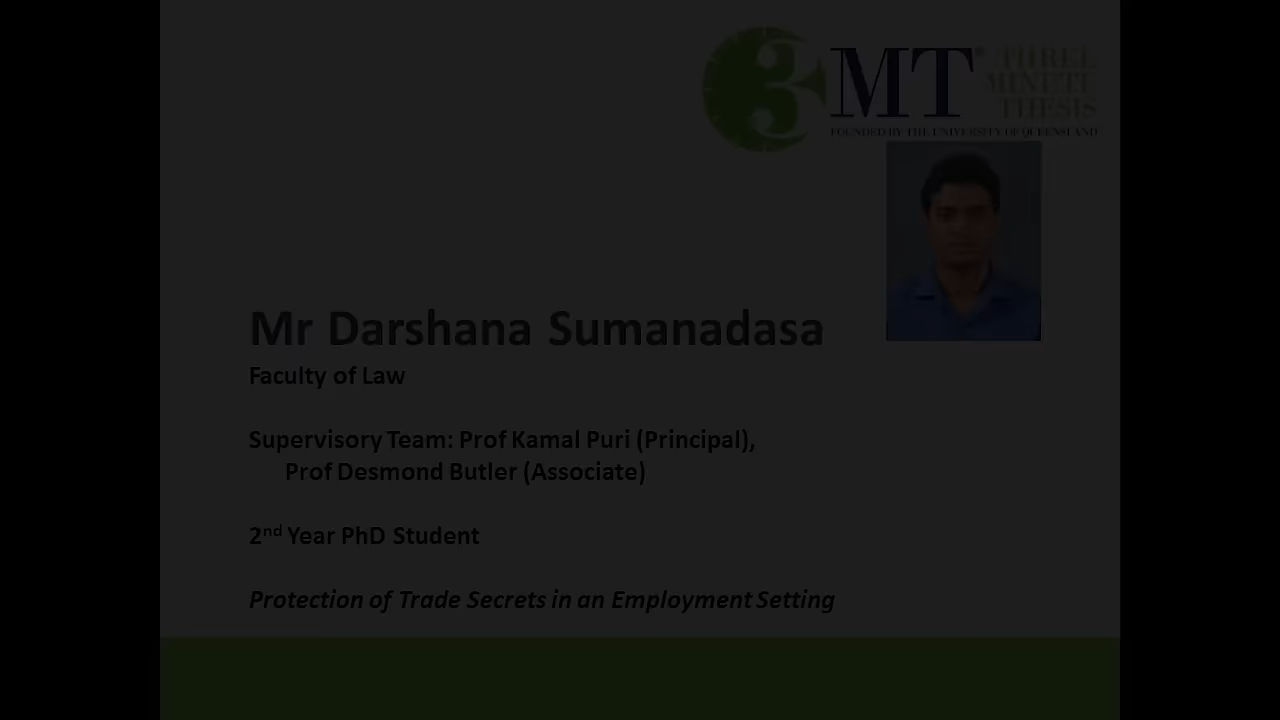 3MT® THREE
MINUTE
THESIS
FOUNDED BY THE UNIVERSITY OF QUEENSLAND
Mr Darshana Sumanadasa
Faculty of Law
Supervisory Team: Prof Kamal Puri (Principal),
Prof Desmond Butler (Associate)
2nd Year PhD Student
Protection of Trade Secrets in an Employment Setting